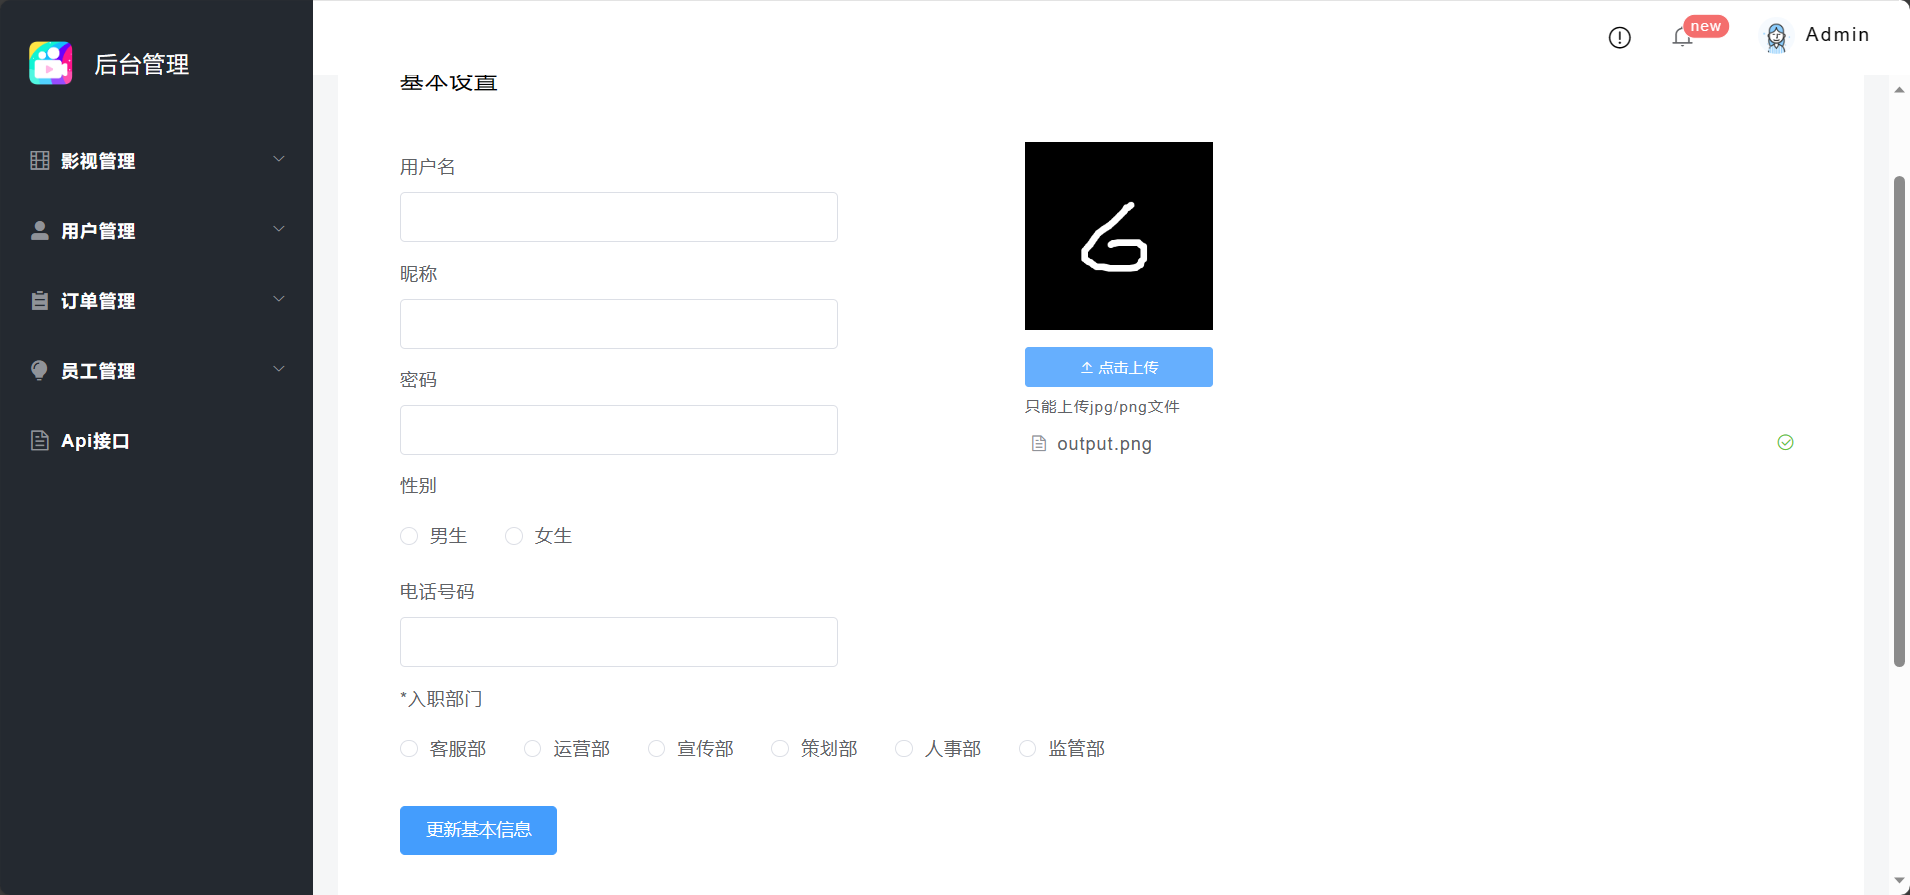 后台管理
影视管理
用户管理
订单管理
员工管理
Api接口
new
Admin
基本设置
用户名
昵称
密码
性别
男生 女生
电话号码
*入职部门
客服部 运营部 宣传部 策划部 人事部 监管部
更新基本信息
6
点击上传
只能上传jpg/png文件
output.png